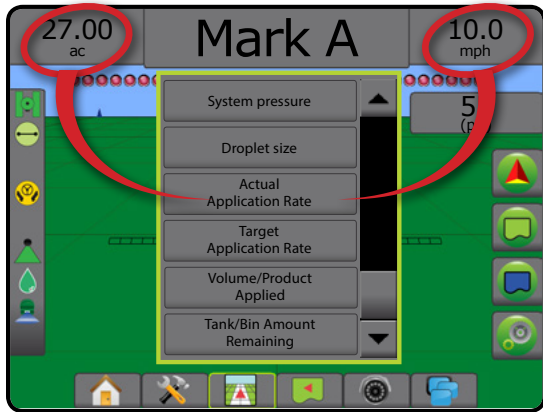 27.00
ac
Mark A
10.0
mph
System pressure
Droplet size
Actual
Application Rate
Target
Application Rate
Volume/Product
Applied
Tank/Bin Amount
Remaining
5